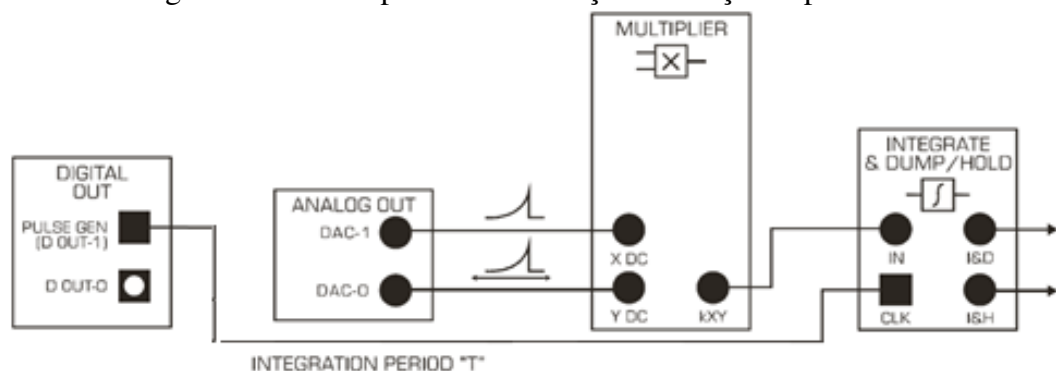 MULTIPLIER
X
INTEGRATE
& DUMP/HOLD
∫
DIGITAL
OUT
PULSE GEN
(D OUT-1)
D OUT-0
ANALOG OUT
DAC-1
DAC-0
X DC
Y DC
kXY
IN
I&D
CLK
I&H
INTEGRATION PERIOD "T"